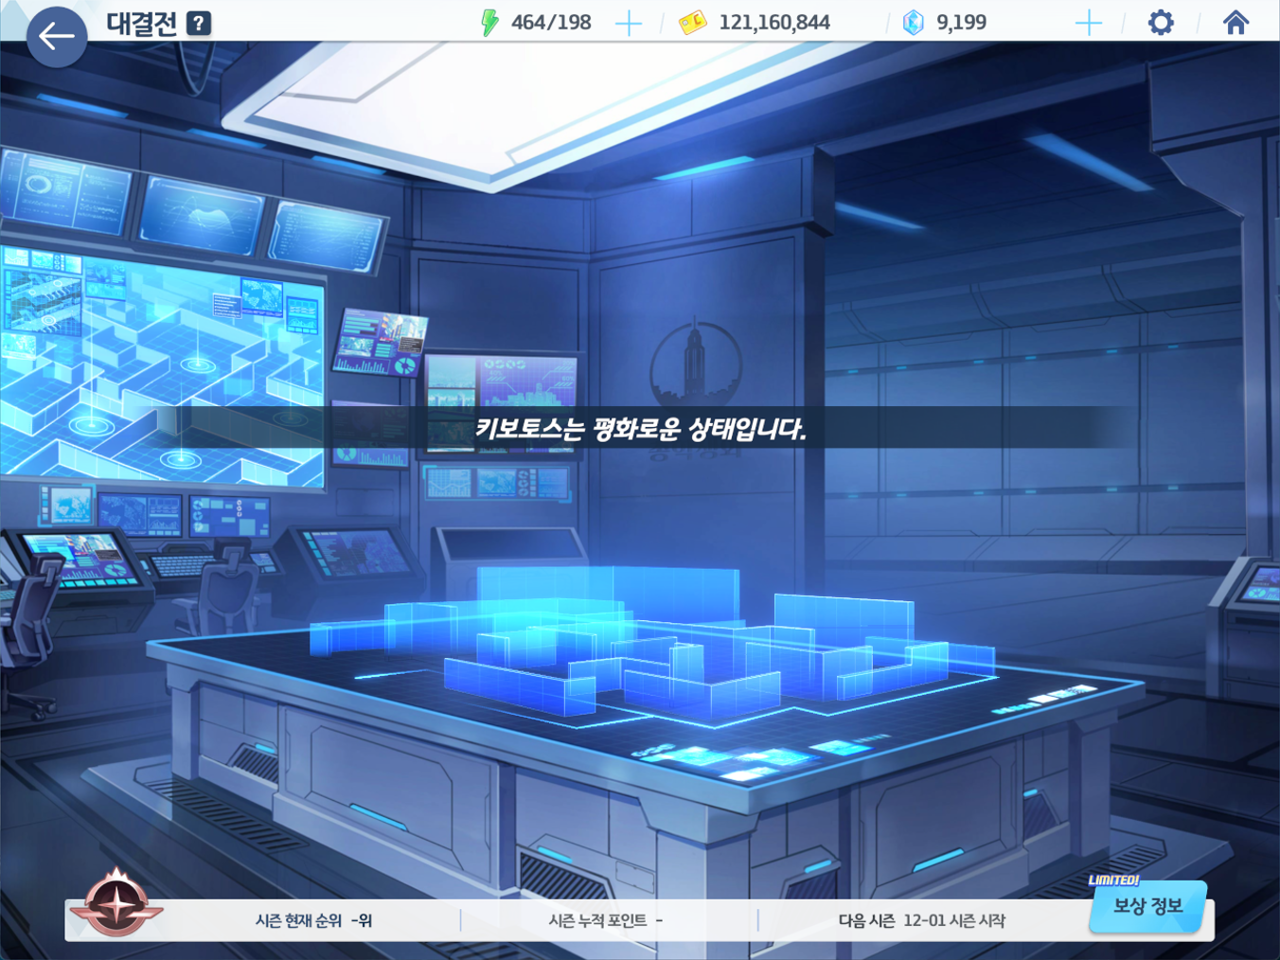 대결전 ?
464/198
121,160,844
9,199
키보토스는 평화로운 상태입니다.
LIMITED!
보상 정보
시즌 현재 순위 -위
시즌 누적 포인트 -
다음 시즌 12-01 시즌 시작